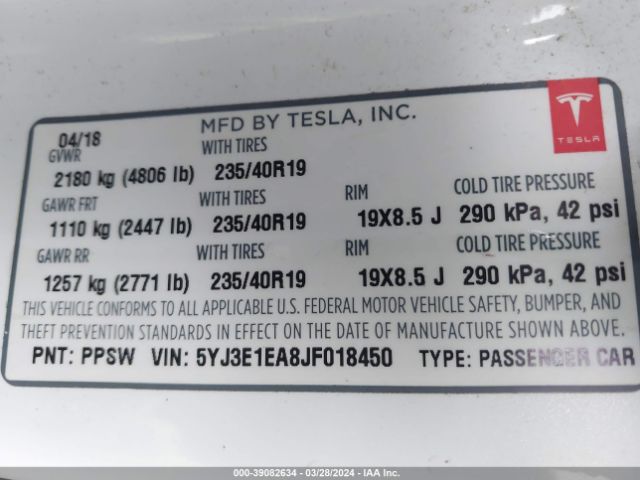 04/18 MFD BY TESLA, INC.
TESLA
GVWR WITH TIRES
2180 kg (4806 lb) 235/40R19
GAWR FRT WITH TIRES RIM COLD TIRE PRESSURE
1110 kg (2447 lb) 235/40R19 19X8.5 J 290 kPa, 42 psi
GAWR RR WITH TIRES RIM COLD TIRE PRESSURE
1257 kg (2771 lb) 235/40R19 19X8.5 J 290 kPa, 42 psi
THIS VEHICLE CONFORMS TO ALL APPLICABLE U.S. FEDERAL MOTOR VEHICLE SAFETY, BUMPER, AND
THEFT PREVENTION STANDARDS IN EFFECT ON THE DATE OF MANUFACTURE SHOWN ABOVE.
PNT: PPSW VIN: 5YJ3E1EA8JF018450 TYPE: PASSENGER CAR
000-39082634 - 03/28/2024 - IAA, Inc.